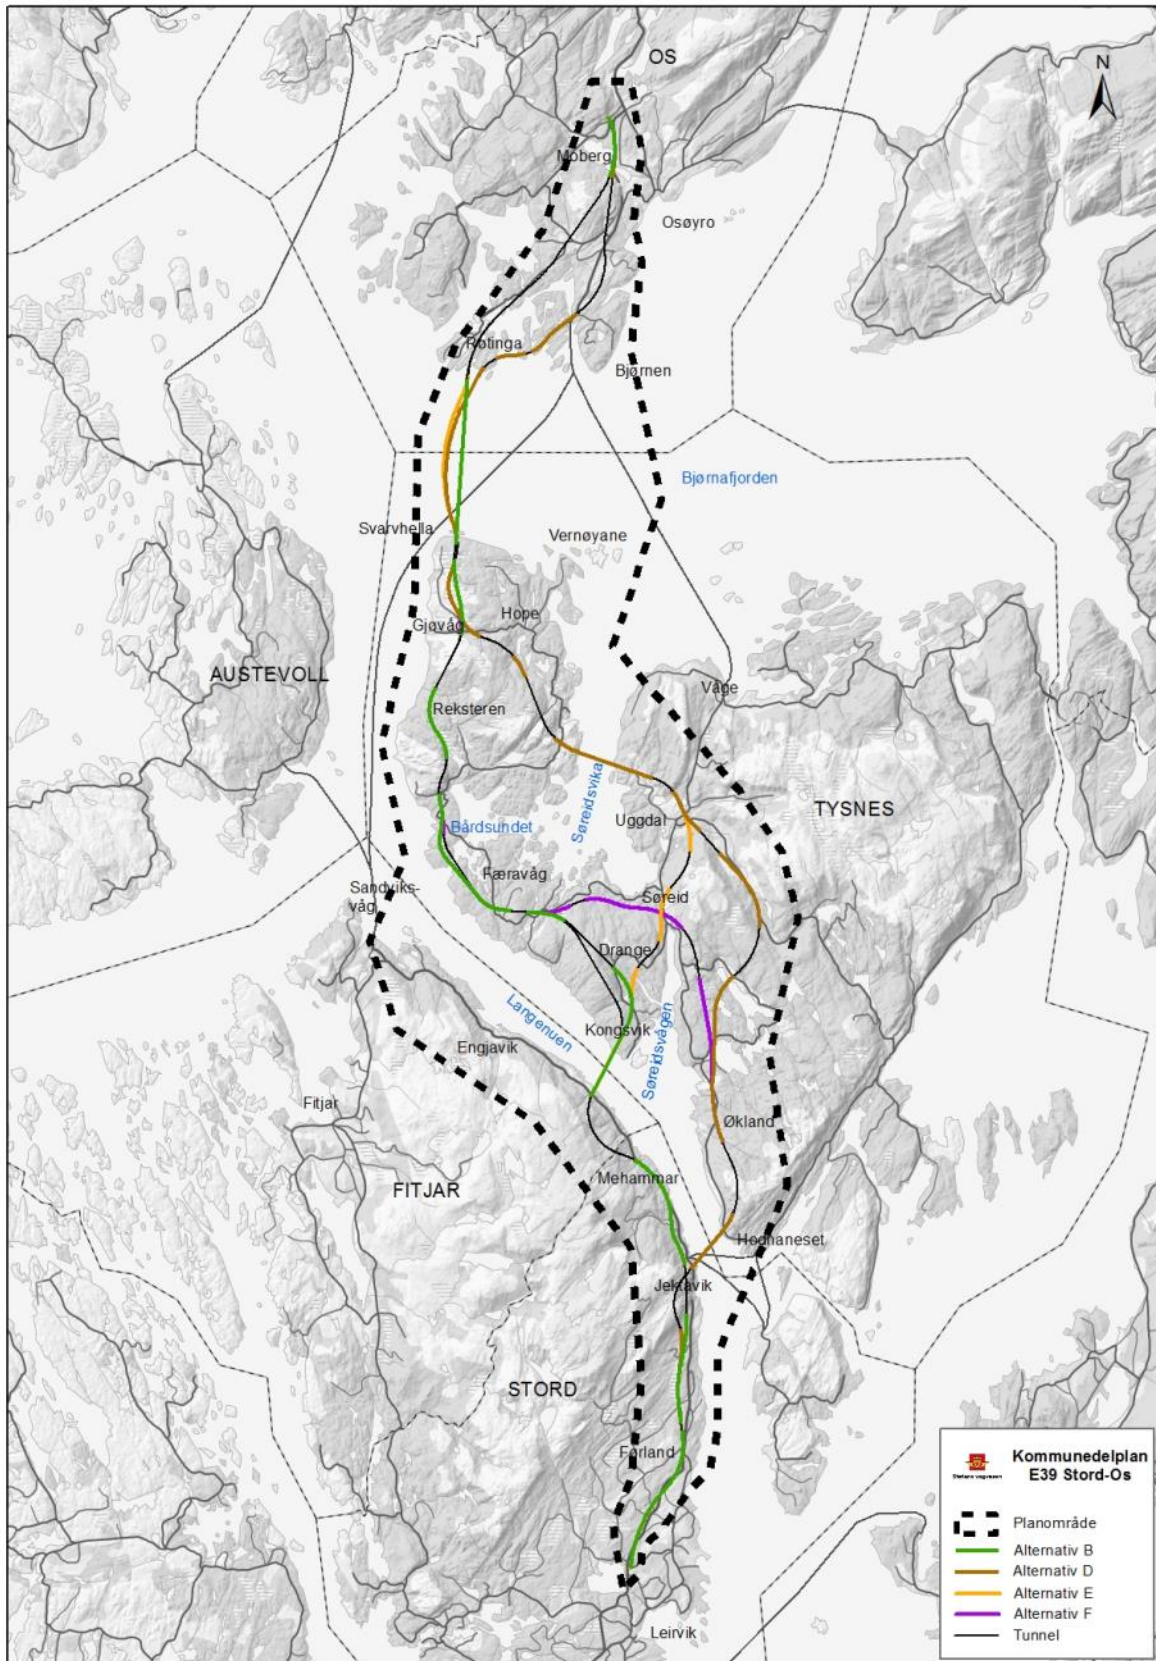 OS
N
Moberg
Osøyro
Røtinga
Bjørnen
Bjørnafjorden
Svarvhella
Vernøyane
Hope
Gjøvåg
AUSTEVOLL
Våge
Reksteren
Søreidsvika
TYSNES
Bårdsundet
Uggdal
Færavåg
Sandviks-
våg
Søreid
Drange
Langenuen
Kongsvik
Søreidsvågen
Engjavik
Fitjar
Økland
Mehammar
FITJAR
Hodnaneset
Jektavik
STORD
Førland
Leirvik
Kommunedelplan
E39 Stord-Os
Statens vegvesen
Planområde
Alternativ B
Alternativ D
Alternativ E
Alternativ F
Tunnel